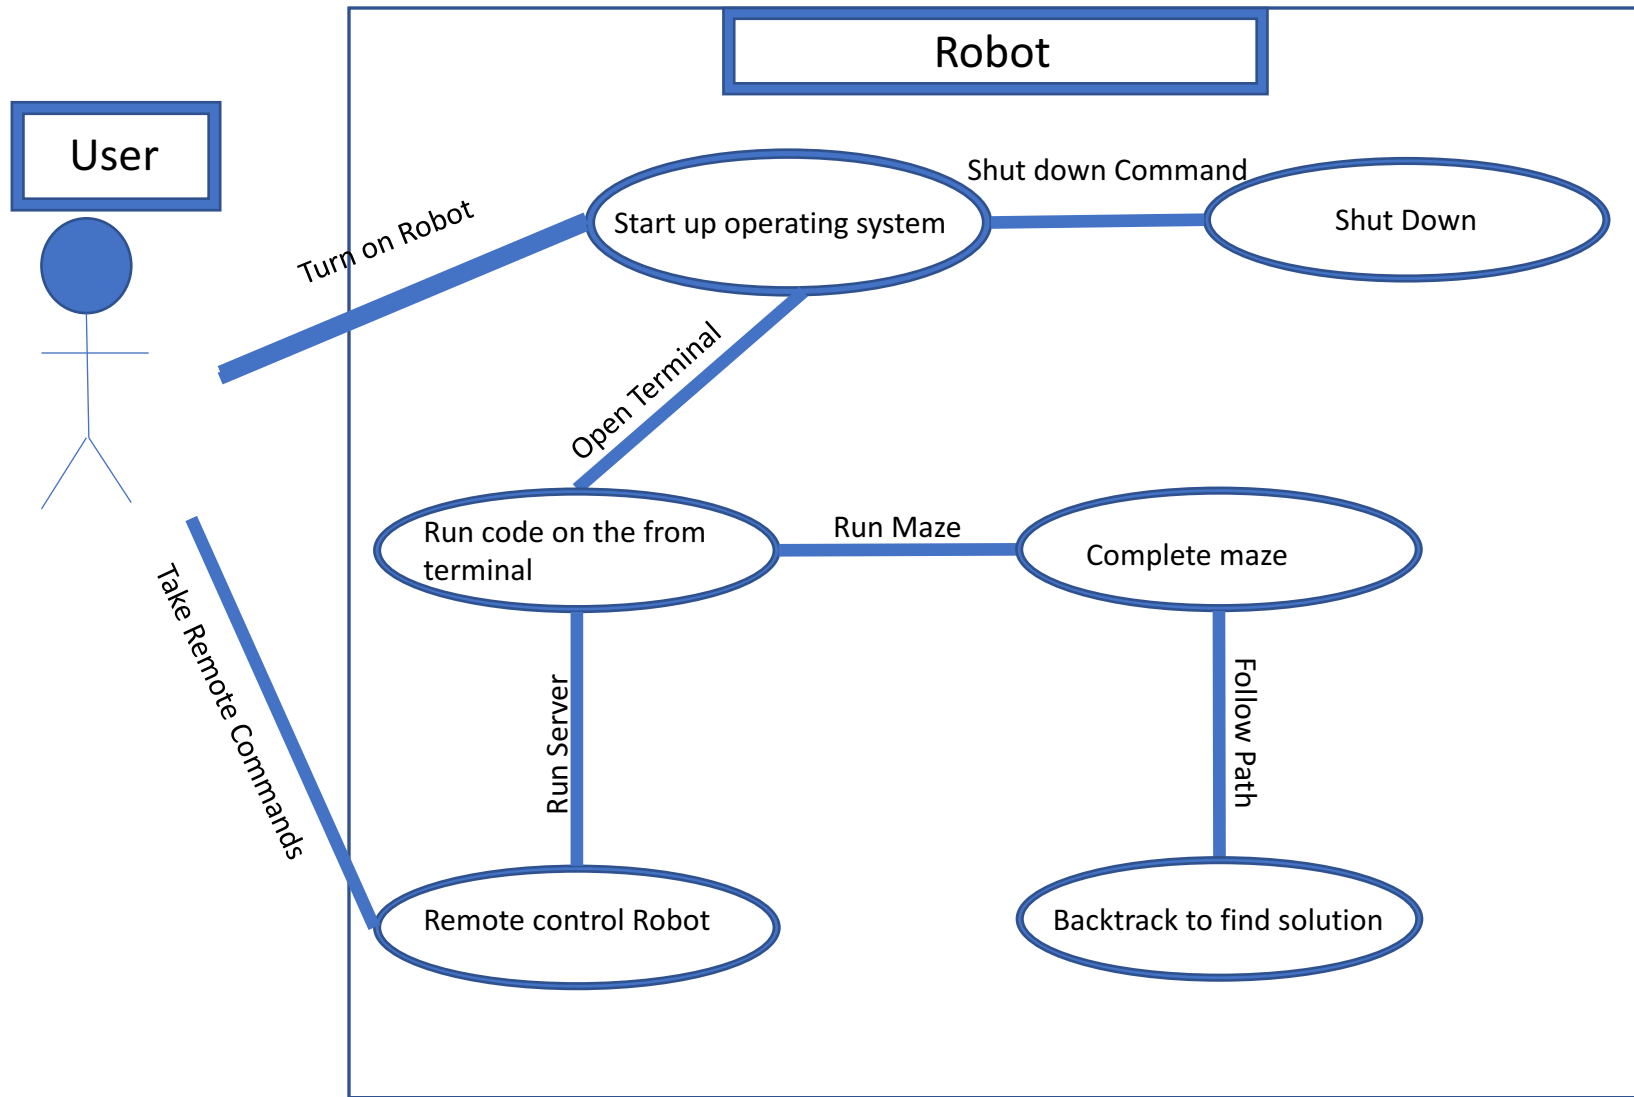 Robot
User
Turn on Robot
Start up operating system
Shut down Command
Shut Down
Open Terminal
Run code on the from
terminal
Run Maze
Complete maze
Take Remote Commands
Run Server
Follow Path
Remote control Robot
Backtrack to find solution